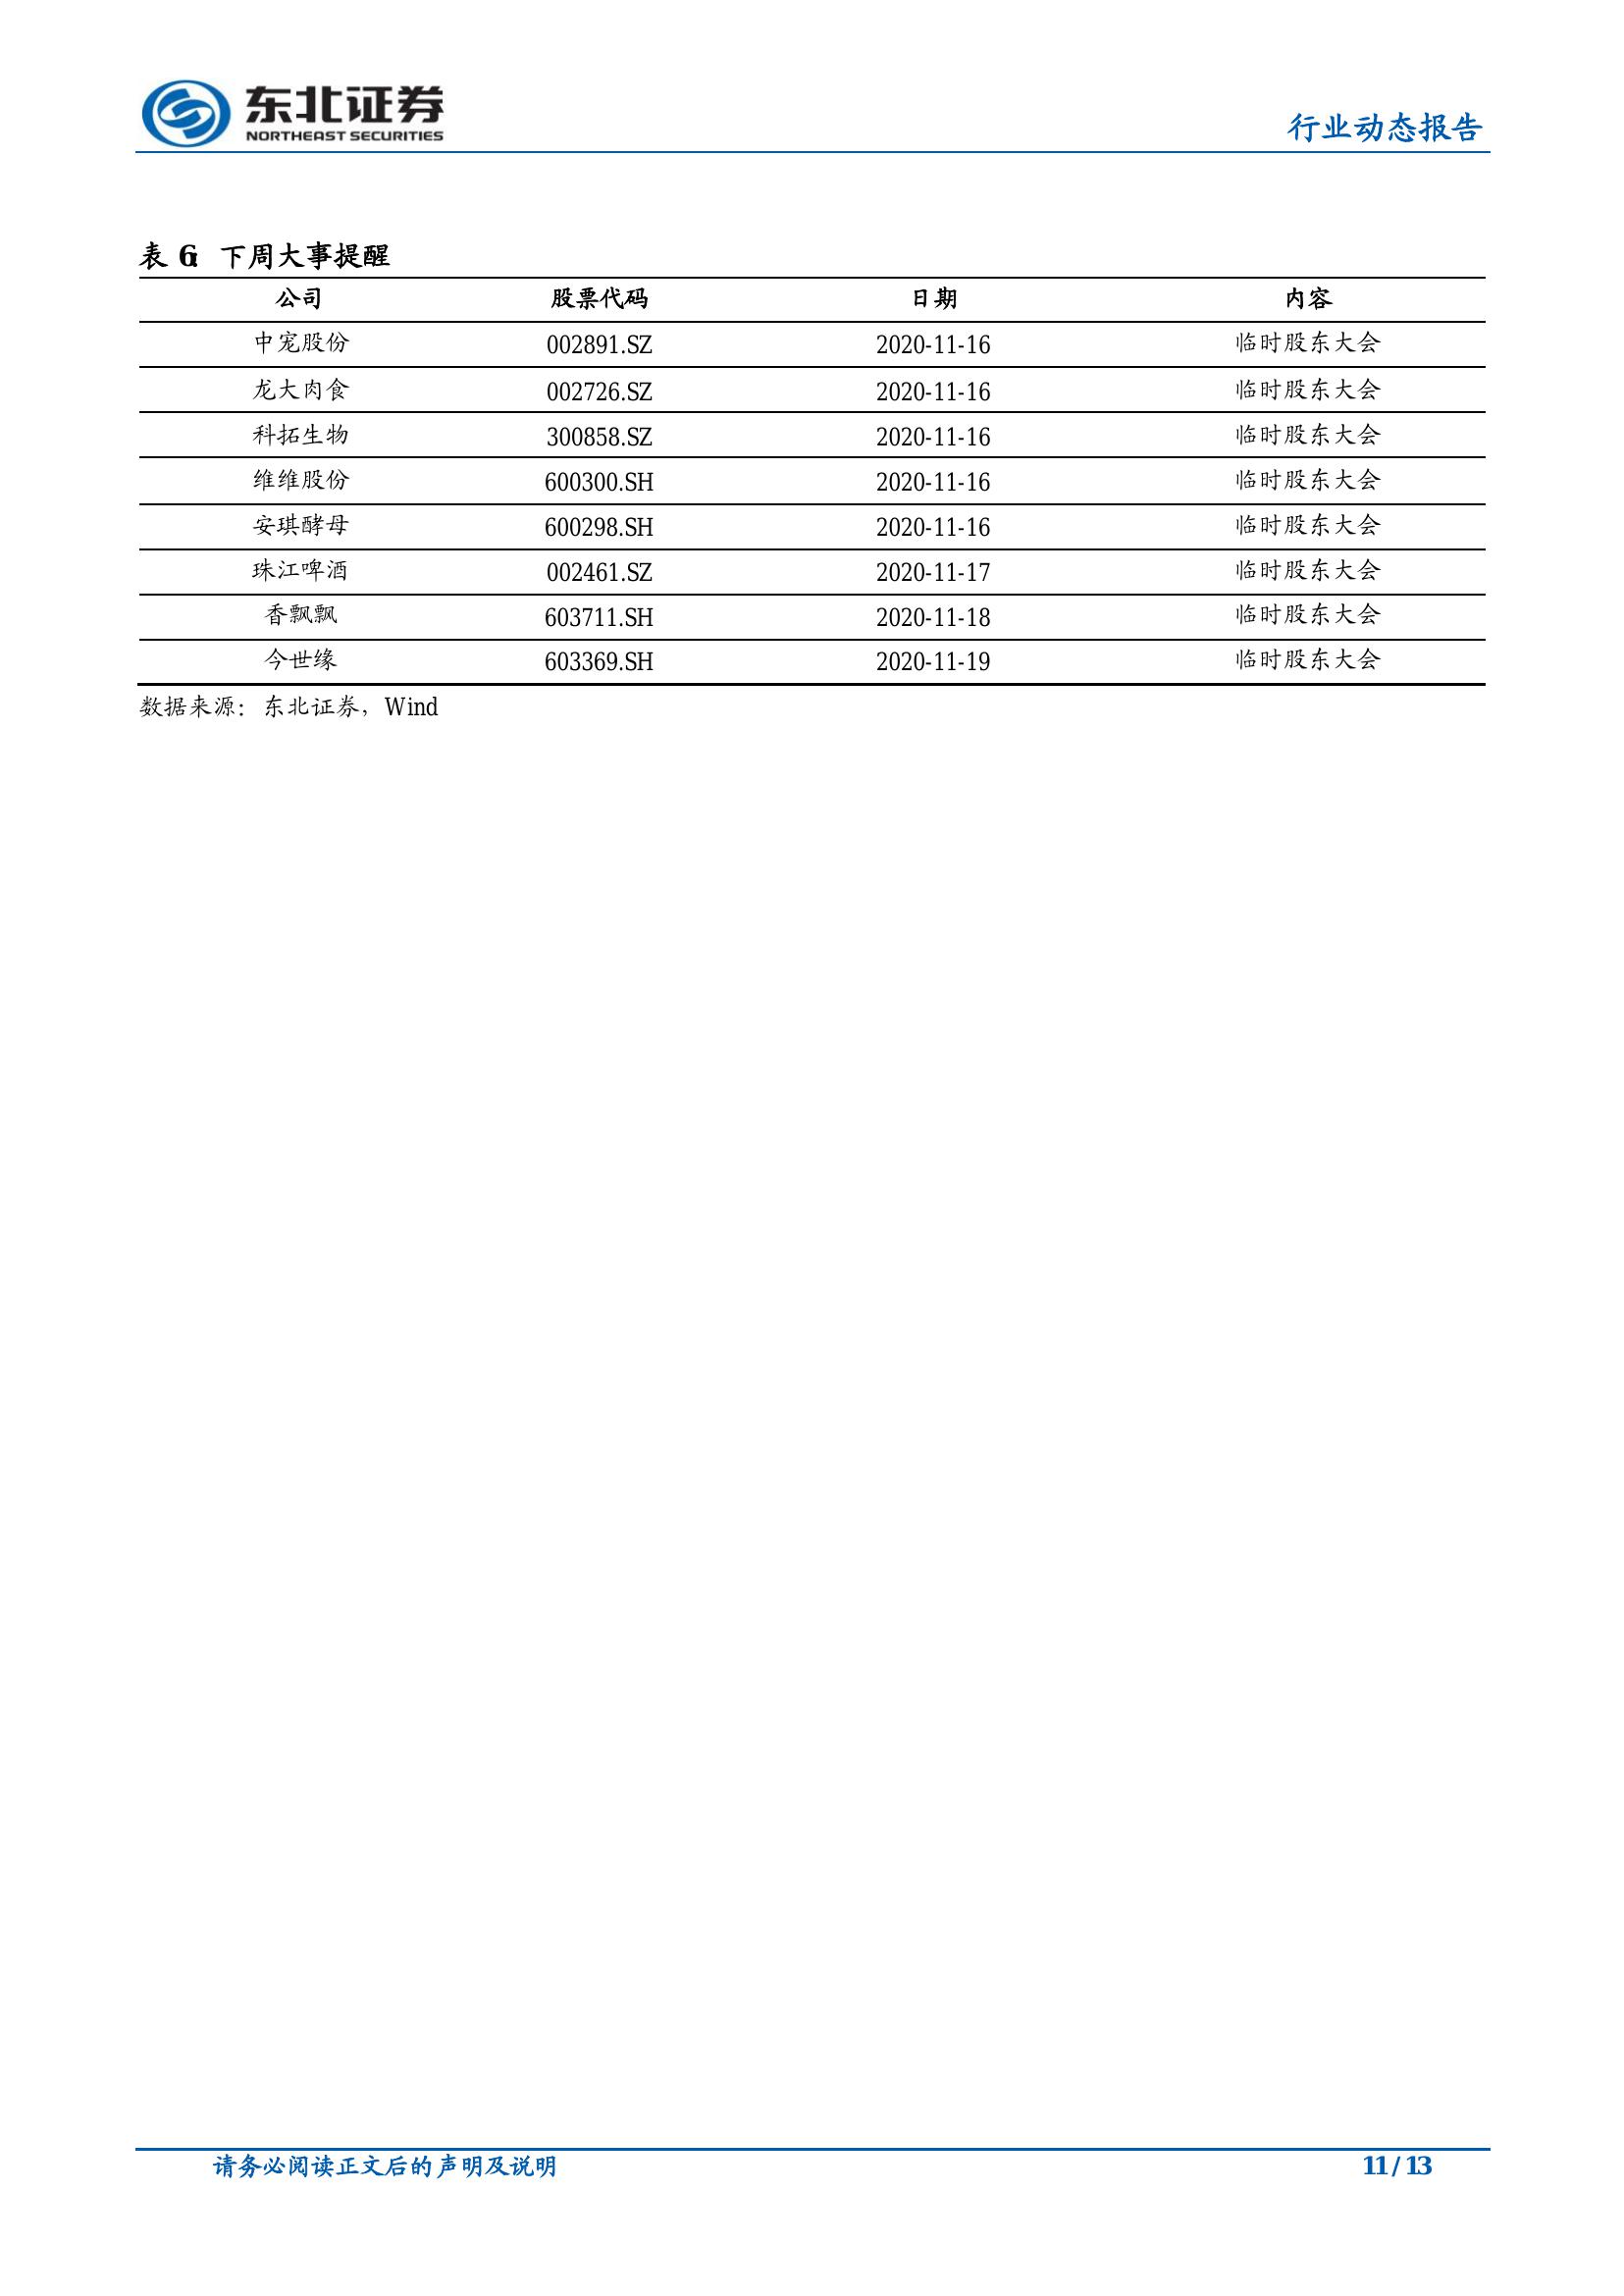 东北证券
NORTHEAST SECURITIES
行业动态报告
表 6: 下周大事提醒
公司 股票代码 日期 内容
中宠股份 002891.SZ 2020-11-16 临时股东大会
龙大肉食 002726.SZ 2020-11-16 临时股东大会
科拓生物 300858.SZ 2020-11-16 临时股东大会
维维股份 600300.SH 2020-11-16 临时股东大会
安琪酵母 600298.SH 2020-11-16 临时股东大会
珠江啤酒 002461.SZ 2020-11-17 临时股东大会
香飘飘 603711.SH 2020-11-18 临时股东大会
今世缘 603369.SH 2020-11-19 临时股东大会
数据来源：东北证券，Wind
请务必阅读正文后的声明及说明 11 / 13